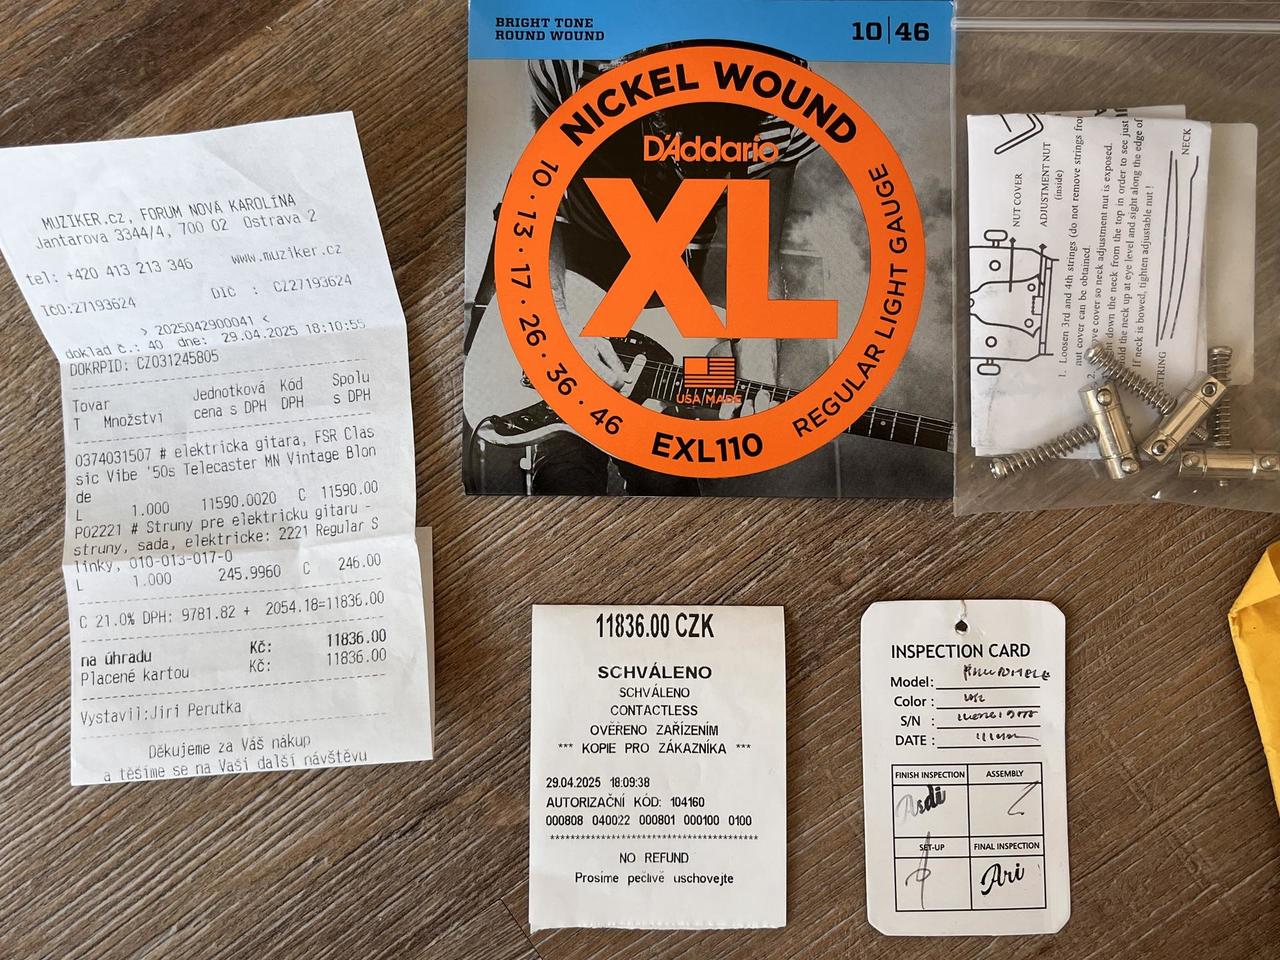 MUZIKER.cz, FORUM NOVÁ KAROLÍNA
Jantarova 3344/4, 700 02 Ostrava 2
tel: +420 413 213 346 www.muziker.cz
ICO:27193624 DIC : CZ27193624
> 2025042900041 <
doklad č.: 40 dne: 29.04.2025 18:10:55
DOKRPID: CZ031245805
Tovar Jednotková Kód Spolu
T Množství cena s DPH DPH s DPH
0374031507 # elektricka gitara, FSR Clas
sic Vibe '50s Telecaster MN Vintage Blon
de
L 1.000 11590.0020 C 11590.00
P02221 # Struny pre elektricku gitaru -
struny, sada, elektricke: 2221 Regular S
linky, 010-013-017-0
L 1.000 245.9960 C 246.00
C 21.0% DPH: 9781.82 + 2054.18=11836.00
na úhradu Kč: 11836.00
Placené kartou Kč: 11836.00
Vystavil:Jiri Perutka
Děkujeme za Váš nákup
a těšíme se na Vaší další návštěvu
BRIGHT TONE
ROUND WOUND
10|46
NICKEL WOUND
D'Addario
XL
10 · 13 · 17 · 26 · 36 · 46
USA MADE
EXL110
REGULAR LIGHT GAUGE
NUT COVER
ADJUSTMENT NUT
(inside)
NECK
STRING
1. Loosen 3rd and 4th strings (do not remove strings
nut cover can be obtained.
cover so neck adjustment nut is exposed.
down the neck from the top in order to see just
the neck up at eye level and sight along the edge of
If neck is bowed, tighten adjustable nut !
11836.00 CZK
SCHVÁLENO
SCHVÁLENO
CONTACTLESS
OVĚŘENO ZAŘÍZENÍM
*** KOPIE PRO ZÁKAZNÍKA ***
29.04.2025 18:09:38
AUTORIZAČNÍ KÓD: 104160
000808 040022 000801 000100 0100
****************************************
NO REFUND
Prosíme pečlivě uschovejte
INSPECTION CARD
Model:
Color :
S/N :
DATE :
FINISH INSPECTION ASSEMBLY
Asdi
SET-UP FINAL INSPECTION
Ari